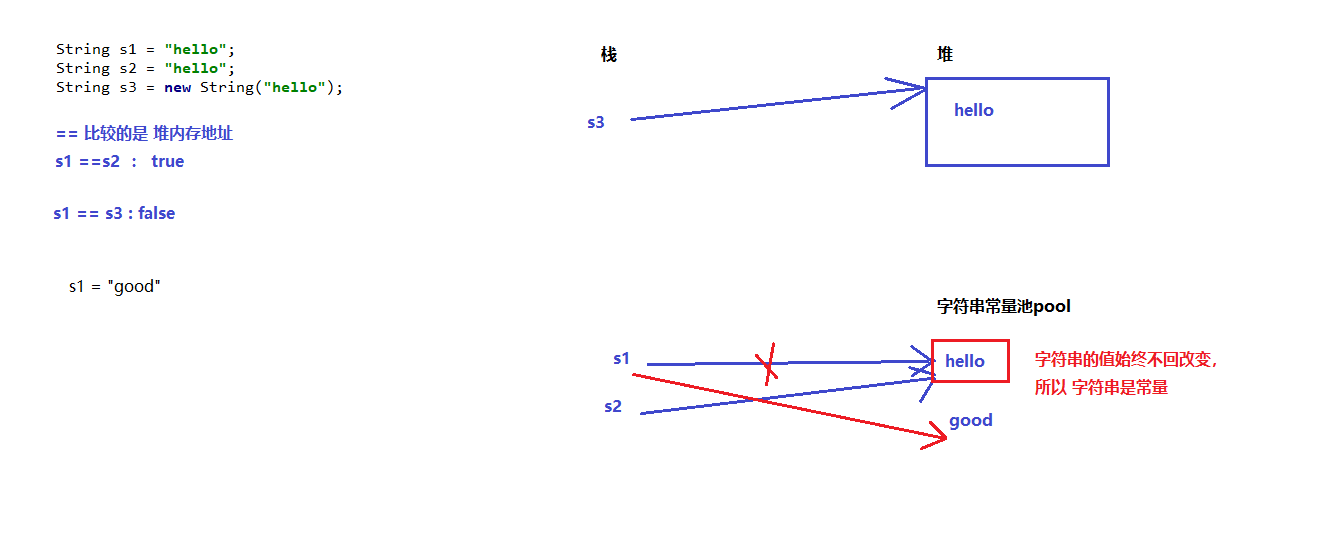 String s1 = "hello";
String s2 = "hello";
String s3 = new String("hello");
== 比较的是 堆内存地址
s1 ==s2 : true
s1 == s3 : false
s1 = "good"
栈
堆
s3
hello
字符串常量池pool
s1
hello
字符串的值始终不回改变,
所以 字符串是常量
s2
good